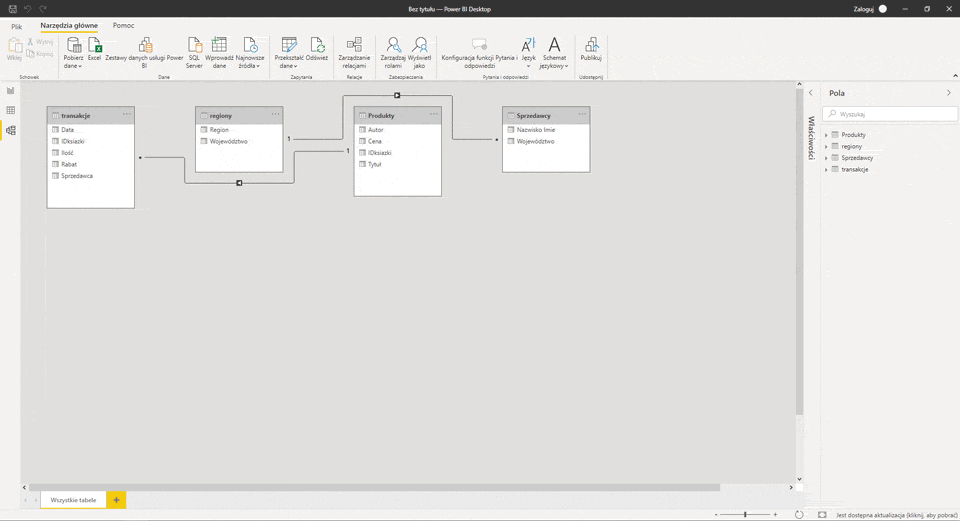 Bez tytułu — Power BI Desktop
Zaloguj
Plik
Narzędzia główne
Pomoc
Wklej
Wytnij
Kopiuj
Schowek
Pobierz dane
Excel
Zestawy danych usługi Power BI
SQL Server
Wprowadź dane
Najnowsze źródła
Dane
Przekształć dane
Odśwież
Zapytania
Zarządzanie relacjami
Relacje
Zarządzaj rolami
Wyświetl jako
Zabezpieczenia
Konfiguracja funkcji Pytania i odpowiedzi
Język
Schemat językowy
Pytania i odpowiedzi
Publikuj
Udostępnij
transakcje
Data
IDksiazki
Ilość
Rabat
Sprzedawca
regiony
Region
Województwo
1
1
Produkty
Autor
Cena
IDksiazki
Tytuł
Sprzedawcy
Nazwisko Imie
Województwo
Właściwości
Pola
Wyszukaj
Produkty
regiony
Sprzedawcy
transakcje
Wszystkie tabele
Jest dostępna aktualizacja (kliknij, aby pobrać)